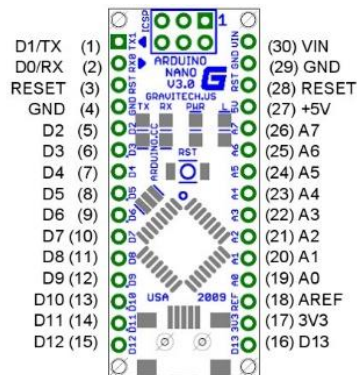 D1/TX (1)
D0/RX (2)
RESET (3)
GND (4)
D2 (5)
D3 (6)
D4 (7)
D5 (8)
D6 (9)
D7 (10)
D8 (11)
D9 (12)
D10 (13)
D11 (14)
D12 (15)
ICSP
1
TX1
RX0
RST
GND
D2
D3
D4
D5
D6
D7
D8
D9
D10
D11
D12
ARDUINO
NANO
V3.0
GRAVITECH.US
TX RX PWR L
ARDUINO.CC
RST
USA 2009
VIN
GND
RST
5V
A7
A6
A5
A4
A3
A2
A1
A0
REF
3V3
D13
(30) VIN
(29) GND
(28) RESET
(27) +5V
(26) A7
(25) A6
(24) A5
(23) A4
(22) A3
(21) A2
(20) A1
(19) A0
(18) AREF
(17) 3V3
(16) D13